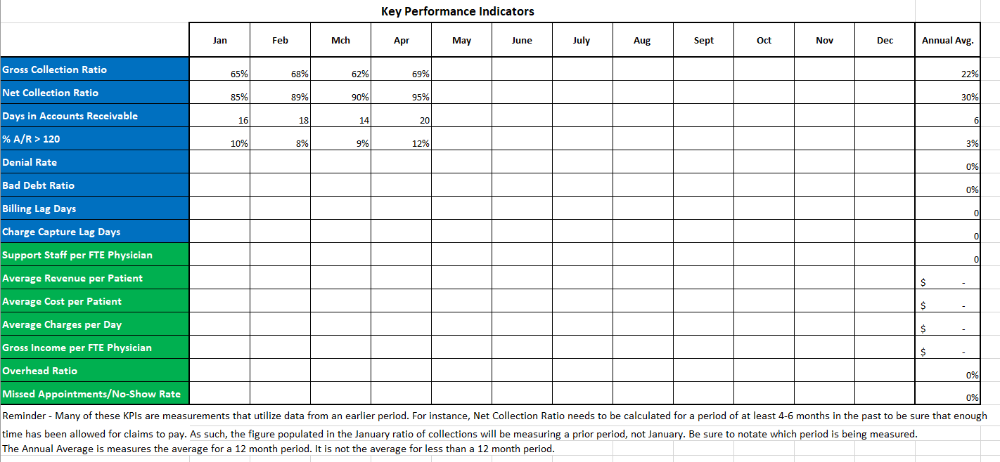 Key Performance Indicators
Jan Feb Mch Apr May June July Aug Sept Oct Nov Dec Annual Avg.
Gross Collection Ratio 65% 68% 62% 69% 22%
Net Collection Ratio 85% 89% 90% 95% 30%
Days in Accounts Receivable 16 18 14 20 6
% A/R > 120 10% 8% 9% 12% 3%
Denial Rate 0%
Bad Debt Ratio 0%
Billing Lag Days 0
Charge Capture Lag Days 0
Support Staff per FTE Physician 0
Average Revenue per Patient $ -
Average Cost per Patient $ -
Average Charges per Day $ -
Gross Income per FTE Physician $ -
Overhead Ratio 0%
Missed Appointments/No-Show Rate 0%
Reminder - Many of these KPIs are measurements that utilize data from an earlier period. For instance, Net Collection Ratio needs to be calculated for a period of at least 4-6 months in the past to be sure that enough
time has been allowed for claims to pay. As such, the figure populated in the January ratio of collections will be measuring a prior period, not January. Be sure to notate which period is being measured.
The Annual Average is measures the average for a 12 month period. It is not the average for less than a 12 month period.